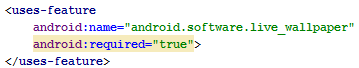 <uses-feature
android:name="android.software.live_wallpaper"
android:required="true">
</uses-feature>